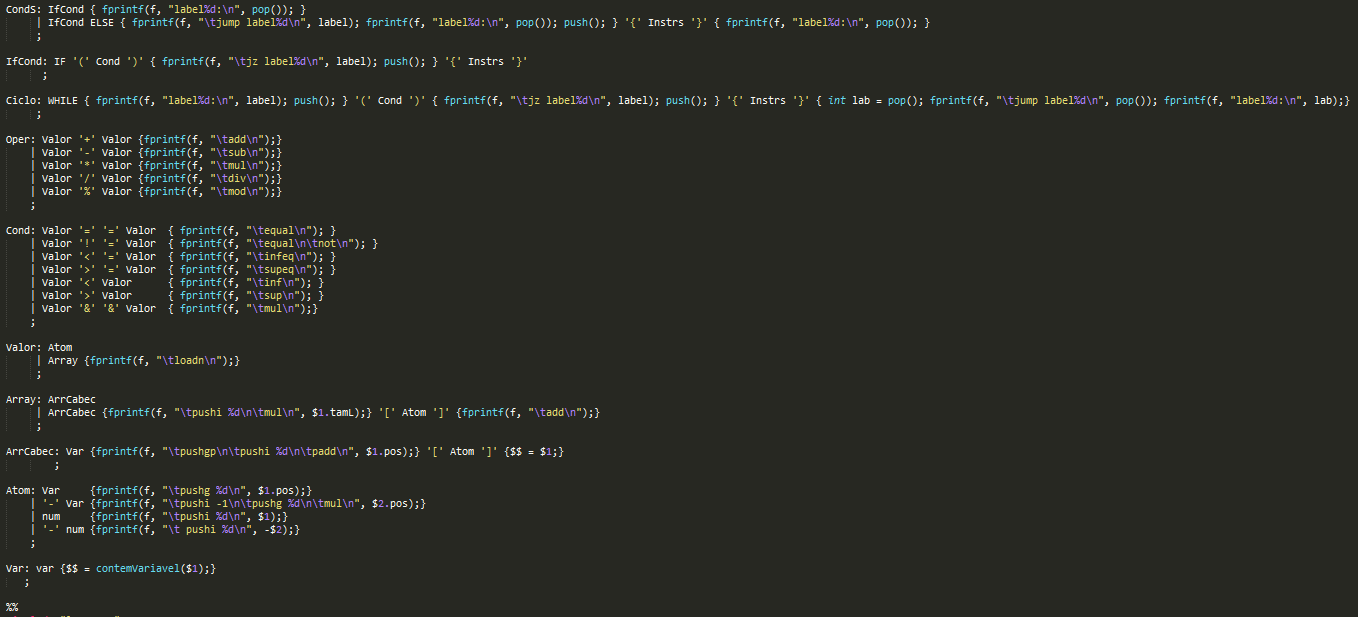 CondS: IfCond { fprintf(f, "label%d:\n", pop()); }
| IfCond ELSE { fprintf(f, "\tjump label%d\n", label); fprintf(f, "label%d:\n", pop()); push(); } '{' Instrs '}' { fprintf(f, "label%d:\n", pop()); }
;
IfCond: IF '(' Cond ')' { fprintf(f, "\tjz label%d\n", label); push(); } '{' Instrs '}'
;
Ciclo: WHILE { fprintf(f, "label%d:\n", label); push(); } '(' Cond ')' { fprintf(f, "\tjz label%d\n", label); push(); } '{' Instrs '}' { int lab = pop(); fprintf(f, "\tjump label%d\n", pop()); fprintf(f, "label%d:\n", lab);}
;
Oper: Valor '+' Valor {fprintf(f, "\tadd\n");}
| Valor '-' Valor {fprintf(f, "\tsub\n");}
| Valor '*' Valor {fprintf(f, "\tmul\n");}
| Valor '/' Valor {fprintf(f, "\tdiv\n");}
| Valor '%' Valor {fprintf(f, "\tmod\n");}
;
Cond: Valor '=' '=' Valor { fprintf(f, "\tequal\n"); }
| Valor '!' '=' Valor { fprintf(f, "\tequal\n\tnot\n"); }
| Valor '<' '=' Valor { fprintf(f, "\tinfeq\n"); }
| Valor '>' '=' Valor { fprintf(f, "\tsupeq\n"); }
| Valor '<' Valor { fprintf(f, "\tinf\n"); }
| Valor '>' Valor { fprintf(f, "\tsup\n"); }
| Valor '&' '&' Valor { fprintf(f, "\tmul\n");}
;
Valor: Atom
| Array {fprintf(f, "\tloadn\n");}
;
Array: ArrCabec
| ArrCabec {fprintf(f, "\tpushi %d\n\tmul\n", $1.tamL);} '[' Atom ']' {fprintf(f, "\tadd\n");}
;
ArrCabec: Var {fprintf(f, "\tpushgp\n\tpushi %d\n\tpadd\n", $1.pos);} '[' Atom ']' {$$ = $1;}
;
Atom: Var {fprintf(f, "\tpushg %d\n", $1.pos);}
| '-' Var {fprintf(f, "\tpushi -1\n\tpushg %d\n\tmul\n", $2.pos);}
| num {fprintf(f, "\tpushi %d\n", $1);}
| '-' num {fprintf(f, "\t pushi %d\n", -$2);}
;
Var: var {$$ = contemVariavel($1);}
;
%%